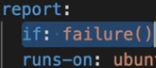 report:
if: failure()
runs-on: ubun